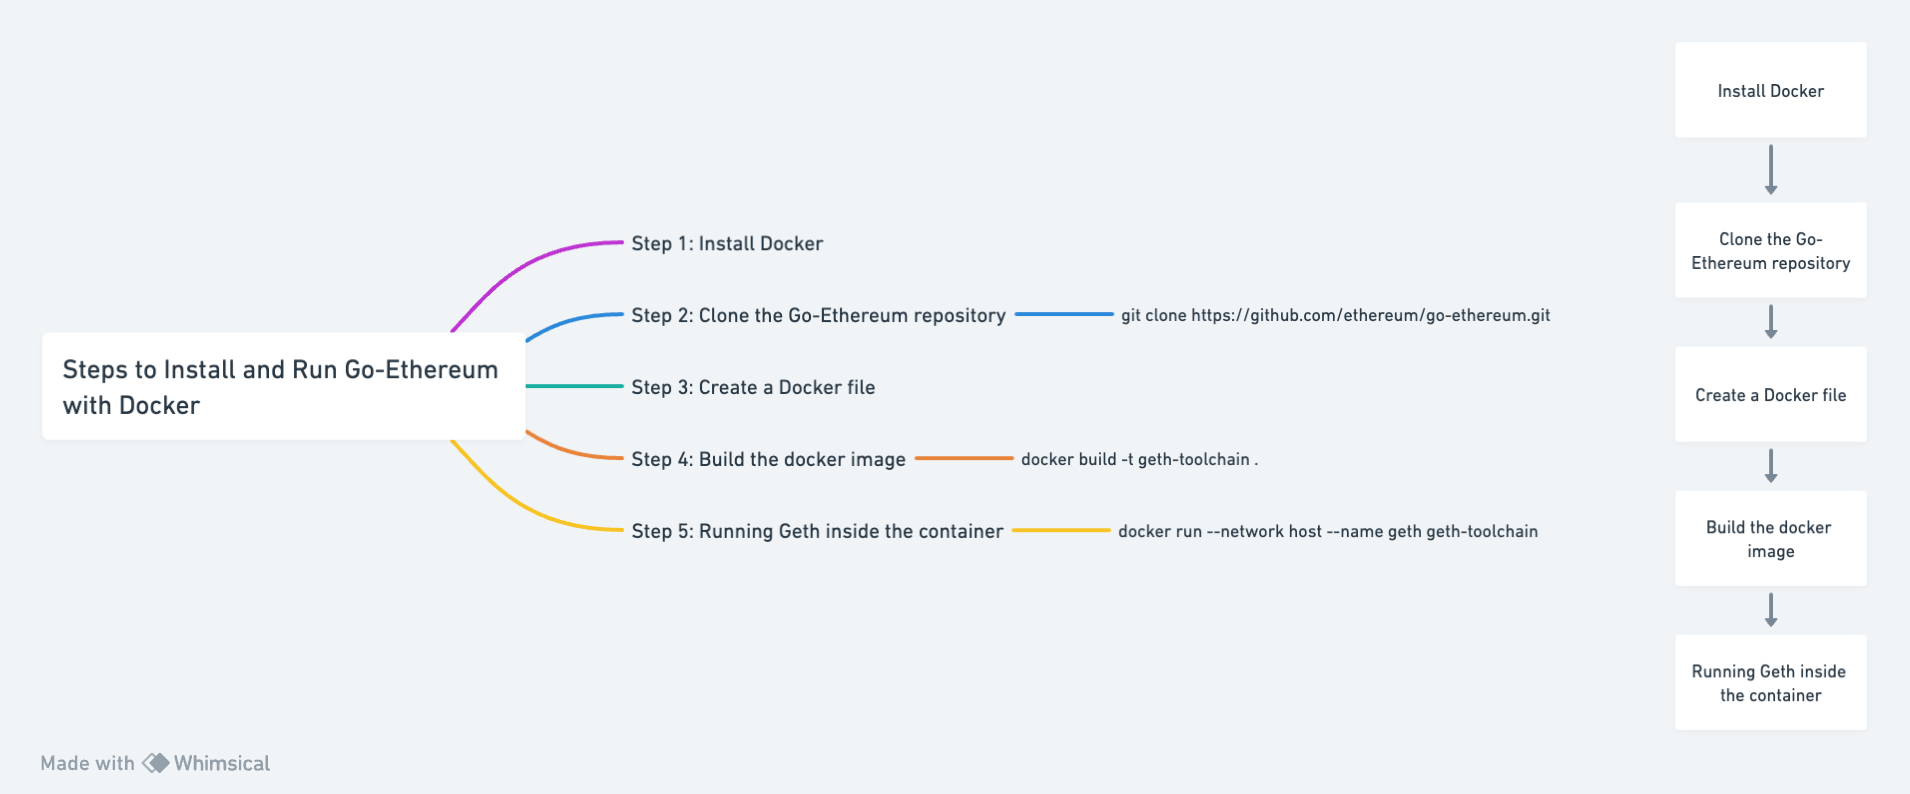 Steps to Install and Run Go-Ethereum
with Docker
Step 1: Install Docker
Step 2: Clone the Go-Ethereum repository
git clone https://github.com/ethereum/go-ethereum.git
Step 3: Create a Docker file
Step 4: Build the docker image
docker build -t geth-toolchain .
Step 5: Running Geth inside the container
docker run --network host --name geth geth-toolchain
Install Docker
Clone the Go-
Ethereum repository
Create a Docker file
Build the docker
image
Running Geth inside
the container
Made with Whimsical